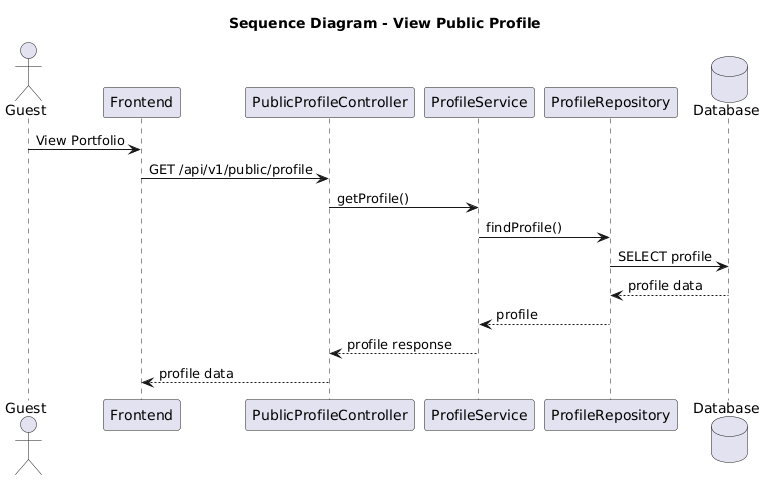 Sequence Diagram - View Public Profile
Guest
Frontend
PublicProfileController
ProfileService
ProfileRepository
Database
View Portfolio
GET /api/v1/public/profile
getProfile()
findProfile()
SELECT profile
profile data
profile
profile response
profile data
Guest
Frontend
PublicProfileController
ProfileService
ProfileRepository
Database